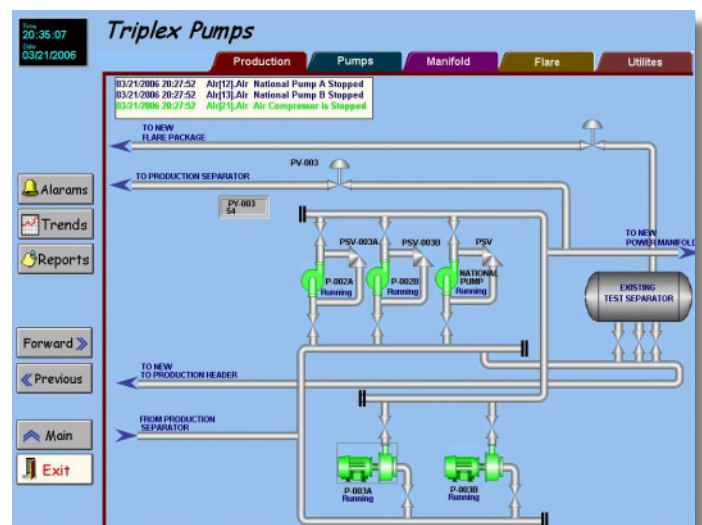 Time
20:35:07
Date
03/21/2006
Triplex Pumps
Production
Pumps
Manifold
Flare
Utilites
03/21/2006 20:27:52 Alr[12].Alr National Pump A Stopped
03/21/2006 20:27:52 Alr[13].Alr National Pump B Stopped
03/21/2006 20:27:52 Alr[21].Alr Air Compressor is Stopped
TO NEW
FLARE PACKAGE
PV-003
TO PRODUCTION SEPARATOR
PY-003
54
Alarams
Trends
Reports
Forward
Previous
Main
Exit
PSV-003A
PSV-003B
PSV
TO NEW
POWER MANIFOLD
P-002A
Running
P-002B
Running
NATIONAL
PUMP
Running
EXISTING
TEST SEPARATOR
TO NEW
TO PRODUCTION HEADER
FROM PRODUCTION
SEPARATOR
P-003A
Running
P-003B
Running